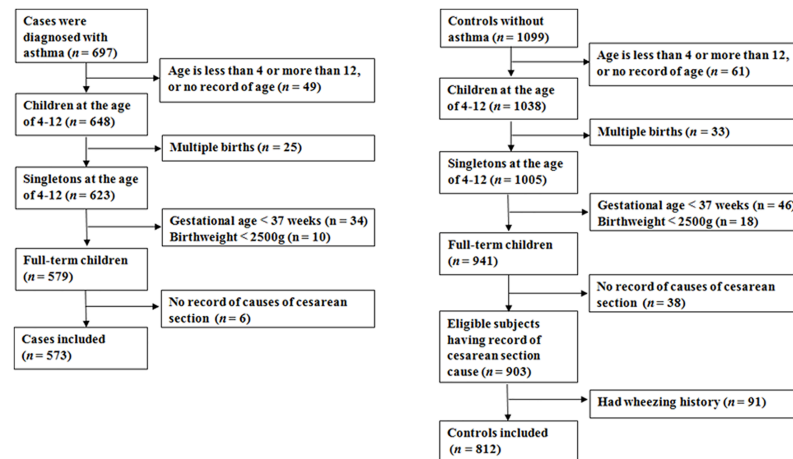 Cases were
diagnosed with
asthma (n = 697)
Age is less than 4 or more than 12,
or no record of age (n = 49)
Children at the age
of 4-12 (n = 648)
Multiple births (n = 25)
Singletons at the age
of 4-12 (n = 623)
Gestational age < 37 weeks (n = 34)
Birthweight < 2500g (n = 10)
Full-term children
(n = 579)
No record of causes of cesarean
section (n = 6)
Cases included
(n = 573)
Controls without
asthma (n = 1099)
Age is less than 4 or more than 12,
or no record of age (n = 61)
Children at the age
of 4-12 (n = 1038)
Multiple births (n = 33)
Singletons at the age
of 4-12 (n = 1005)
Gestational age < 37 weeks (n = 46)
Birthweight < 2500g (n = 18)
Full-term children
(n = 941)
No record of causes of cesarean
section (n = 38)
Eligible subjects
having record of
cesarean section
cause (n = 903)
Had wheezing history (n = 91)
Controls included
(n = 812)